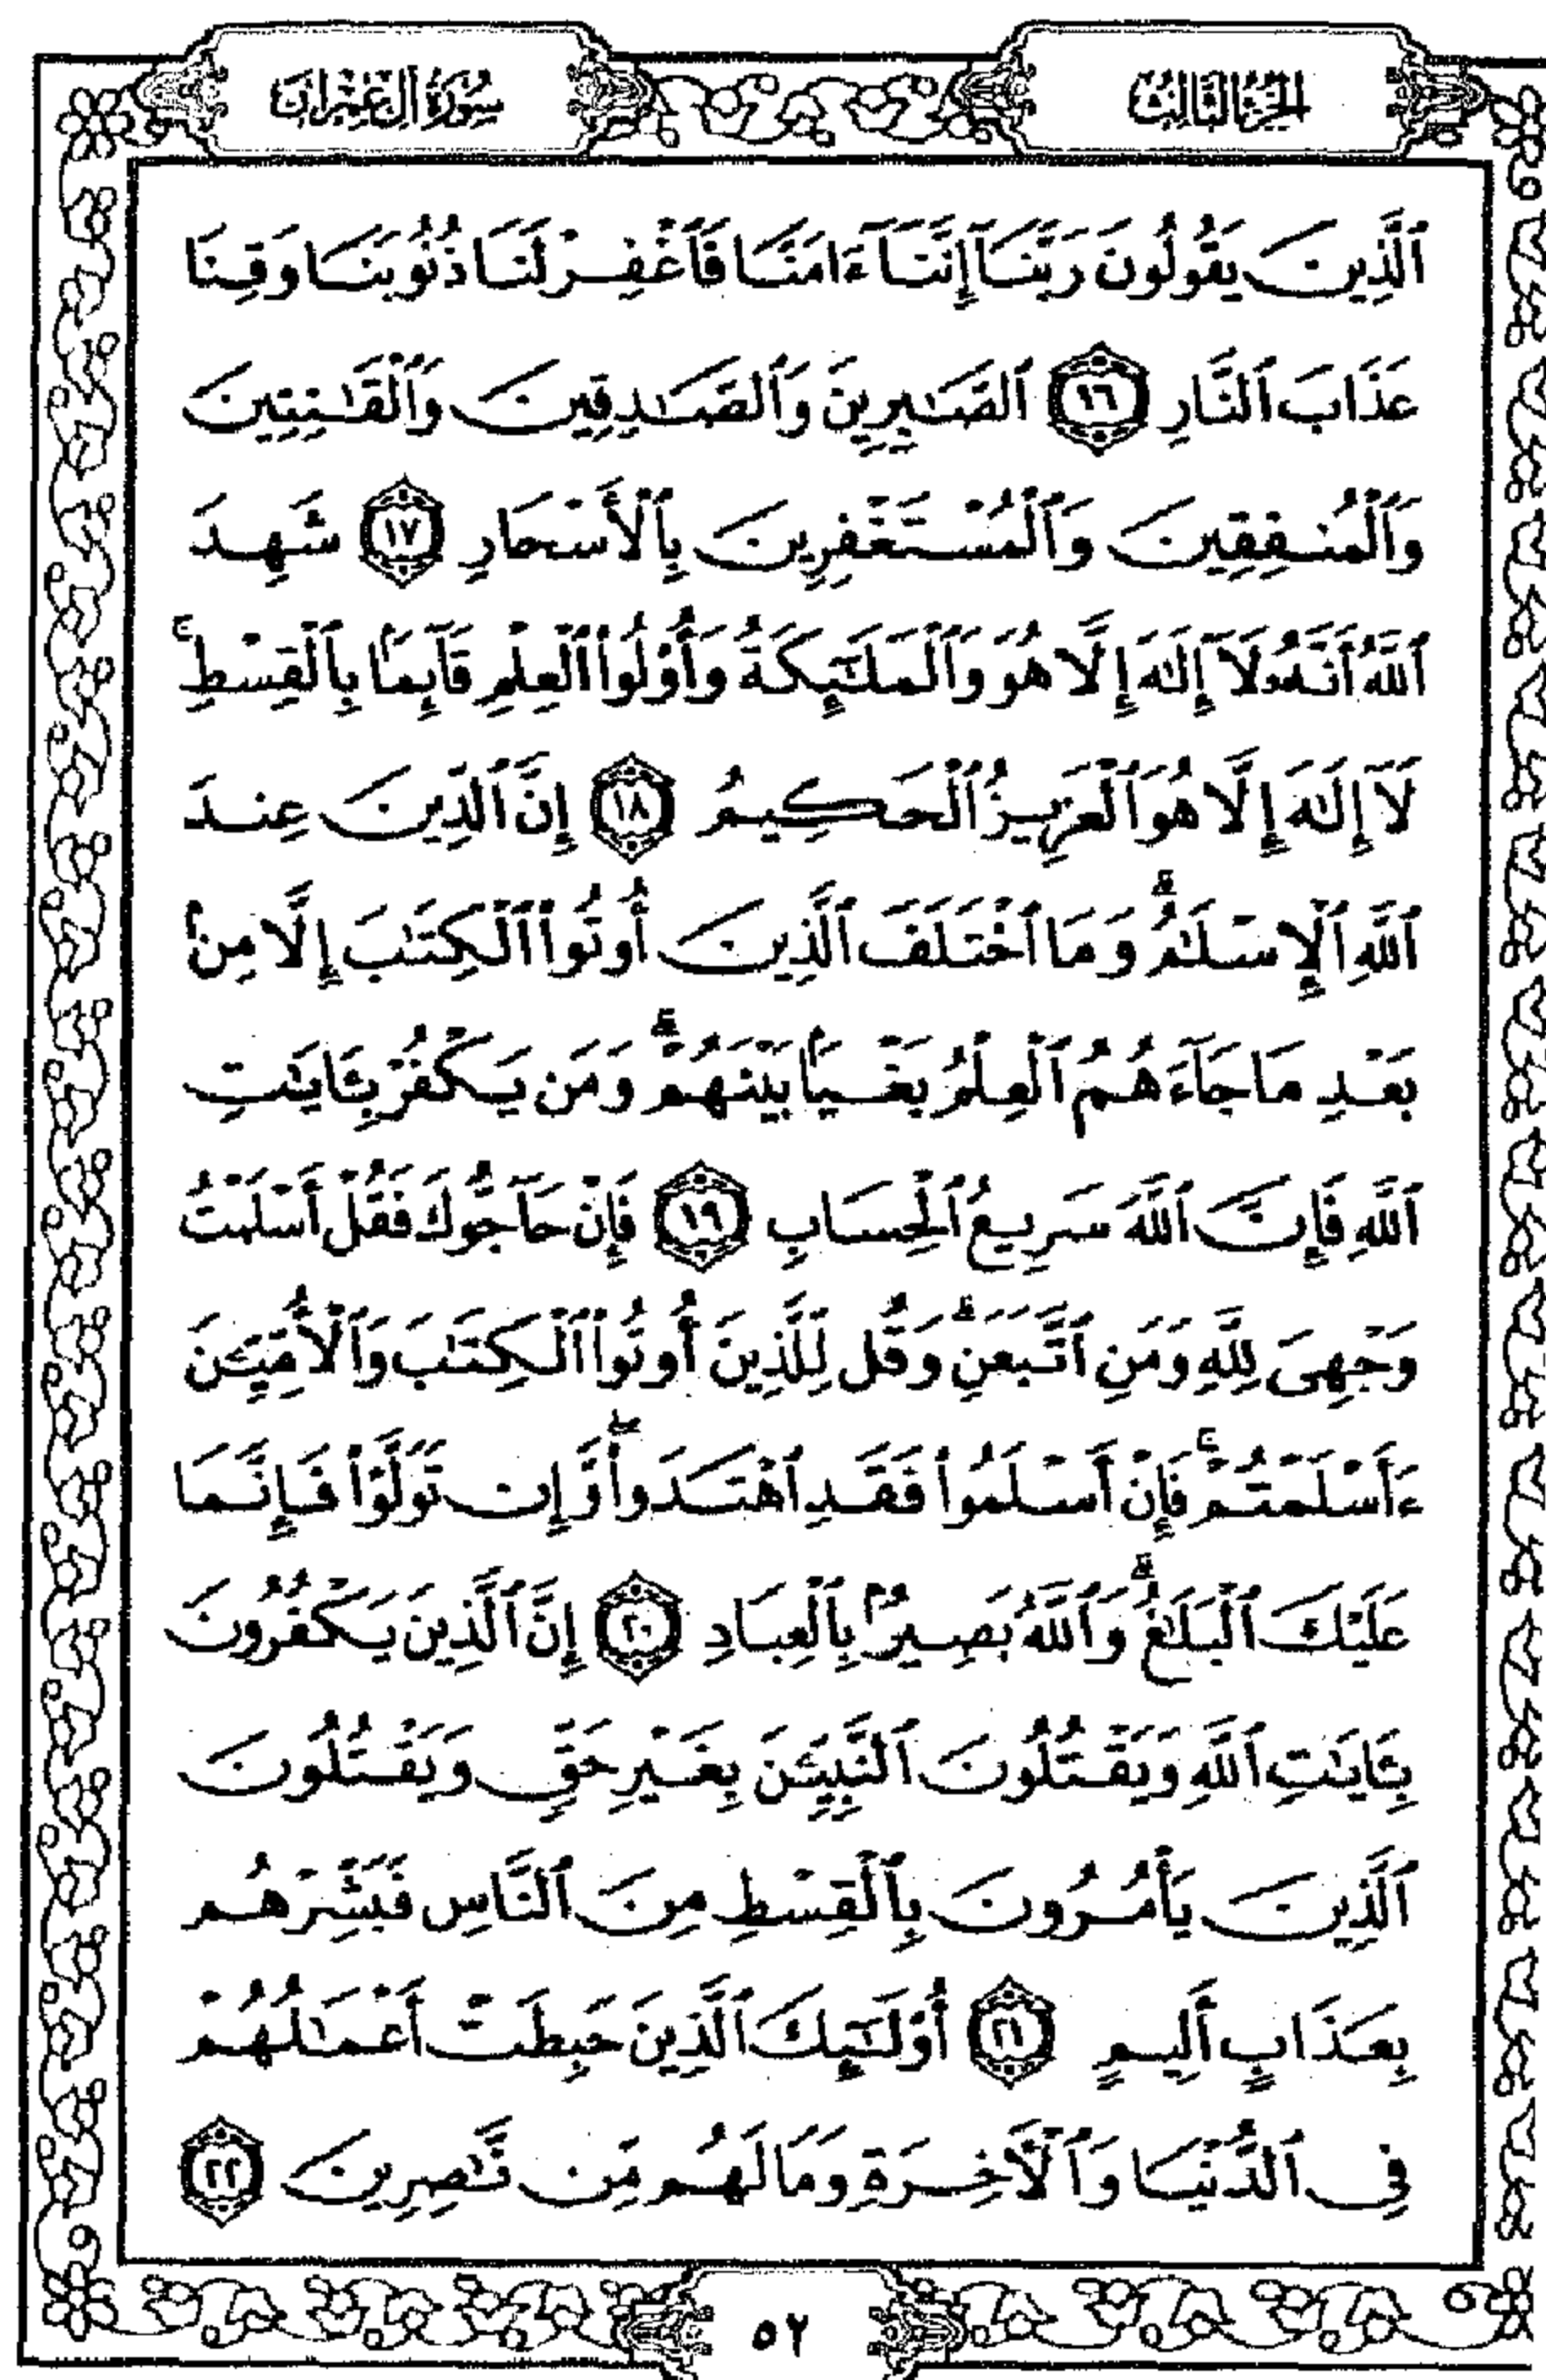 الجزء الثالث
سورة آل عمران
ٱلَّذِينَ يَقُولُونَ رَبَّنَآ إِنَّنَآ ءَامَنَّا فَٱغْفِرْ لَنَا ذُنُوبَنَا وَقِنَا
عَذَابَ ٱلنَّارِ ١٦ ٱلصَّٰبِرِينَ وَٱلصَّٰدِقِينَ وَٱلْقَٰنِتِينَ
وَٱلْمُنفِقِينَ وَٱلْمُسْتَغْفِرِينَ بِٱلْأَسْحَارِ ١٧ شَهِدَ
ٱللَّهُ أَنَّهُۥ لَآ إِلَٰهَ إِلَّا هُوَ وَٱلْمَلَٰٓئِكَةُ وَأُو۟لُوا۟ ٱلْعِلْمِ قَآئِمًۢا بِٱلْقِسْطِ ۚ
لَآ إِلَٰهَ إِلَّا هُوَ ٱلْعَزِيزُ ٱلْحَكِيمُ ١٨ إِنَّ ٱلدِّينَ عِندَ
ٱللَّهِ ٱلْإِسْلَٰمُ ۗ وَمَا ٱخْتَلَفَ ٱلَّذِينَ أُوتُوا۟ ٱلْكِتَٰبَ إِلَّا مِنۢ
بَعْدِ مَا جَآءَهُمُ ٱلْعِلْمُ بَغْيًۢا بَيْنَهُمْ ۗ وَمَن يَكْفُرْ بِـَٔايَٰتِ
ٱللَّهِ فَإِنَّ ٱللَّهَ سَرِيعُ ٱلْحِسَابِ ١٩ فَإِنْ حَآجُّوكَ فَقُلْ أَسْلَمْتُ
وَجْهِىَ لِلَّهِ وَمَنِ ٱتَّبَعَنِ ۗ وَقُل لِّلَّذِينَ أُوتُوا۟ ٱلْكِتَٰبَ وَٱلْأُمِّيِّـۧنَ
ءَأَسْلَمْتُمْ ۚ فَإِنْ أَسْلَمُوا۟ فَقَدِ ٱهْتَدَوا۟ ۖ وَّإِن تَوَلَّوْا۟ فَإِنَّمَا
عَلَيْكَ ٱلْبَلَٰغُ ۗ وَٱللَّهُ بَصِيرٌۢ بِٱلْعِبَادِ ٢٠ إِنَّ ٱلَّذِينَ يَكْفُرُونَ
بِـَٔايَٰتِ ٱللَّهِ وَيَقْتُلُونَ ٱلنَّبِيِّـۧنَ بِغَيْرِ حَقٍّ وَيَقْتُلُونَ
ٱلَّذِينَ يَأْمُرُونَ بِٱلْقِسْطِ مِنَ ٱلنَّاسِ فَبَشِّرْهُم
بِعَذَابٍ أَلِيمٍ ٢١ أُو۟لَٰٓئِكَ ٱلَّذِينَ حَبِطَتْ أَعْمَٰلُهُمْ
فِى ٱلدُّنْيَا وَٱلْـَٔاخِرَةِ وَمَا لَهُم مِّن نَّٰصِرِينَ ٢٢
٥٢